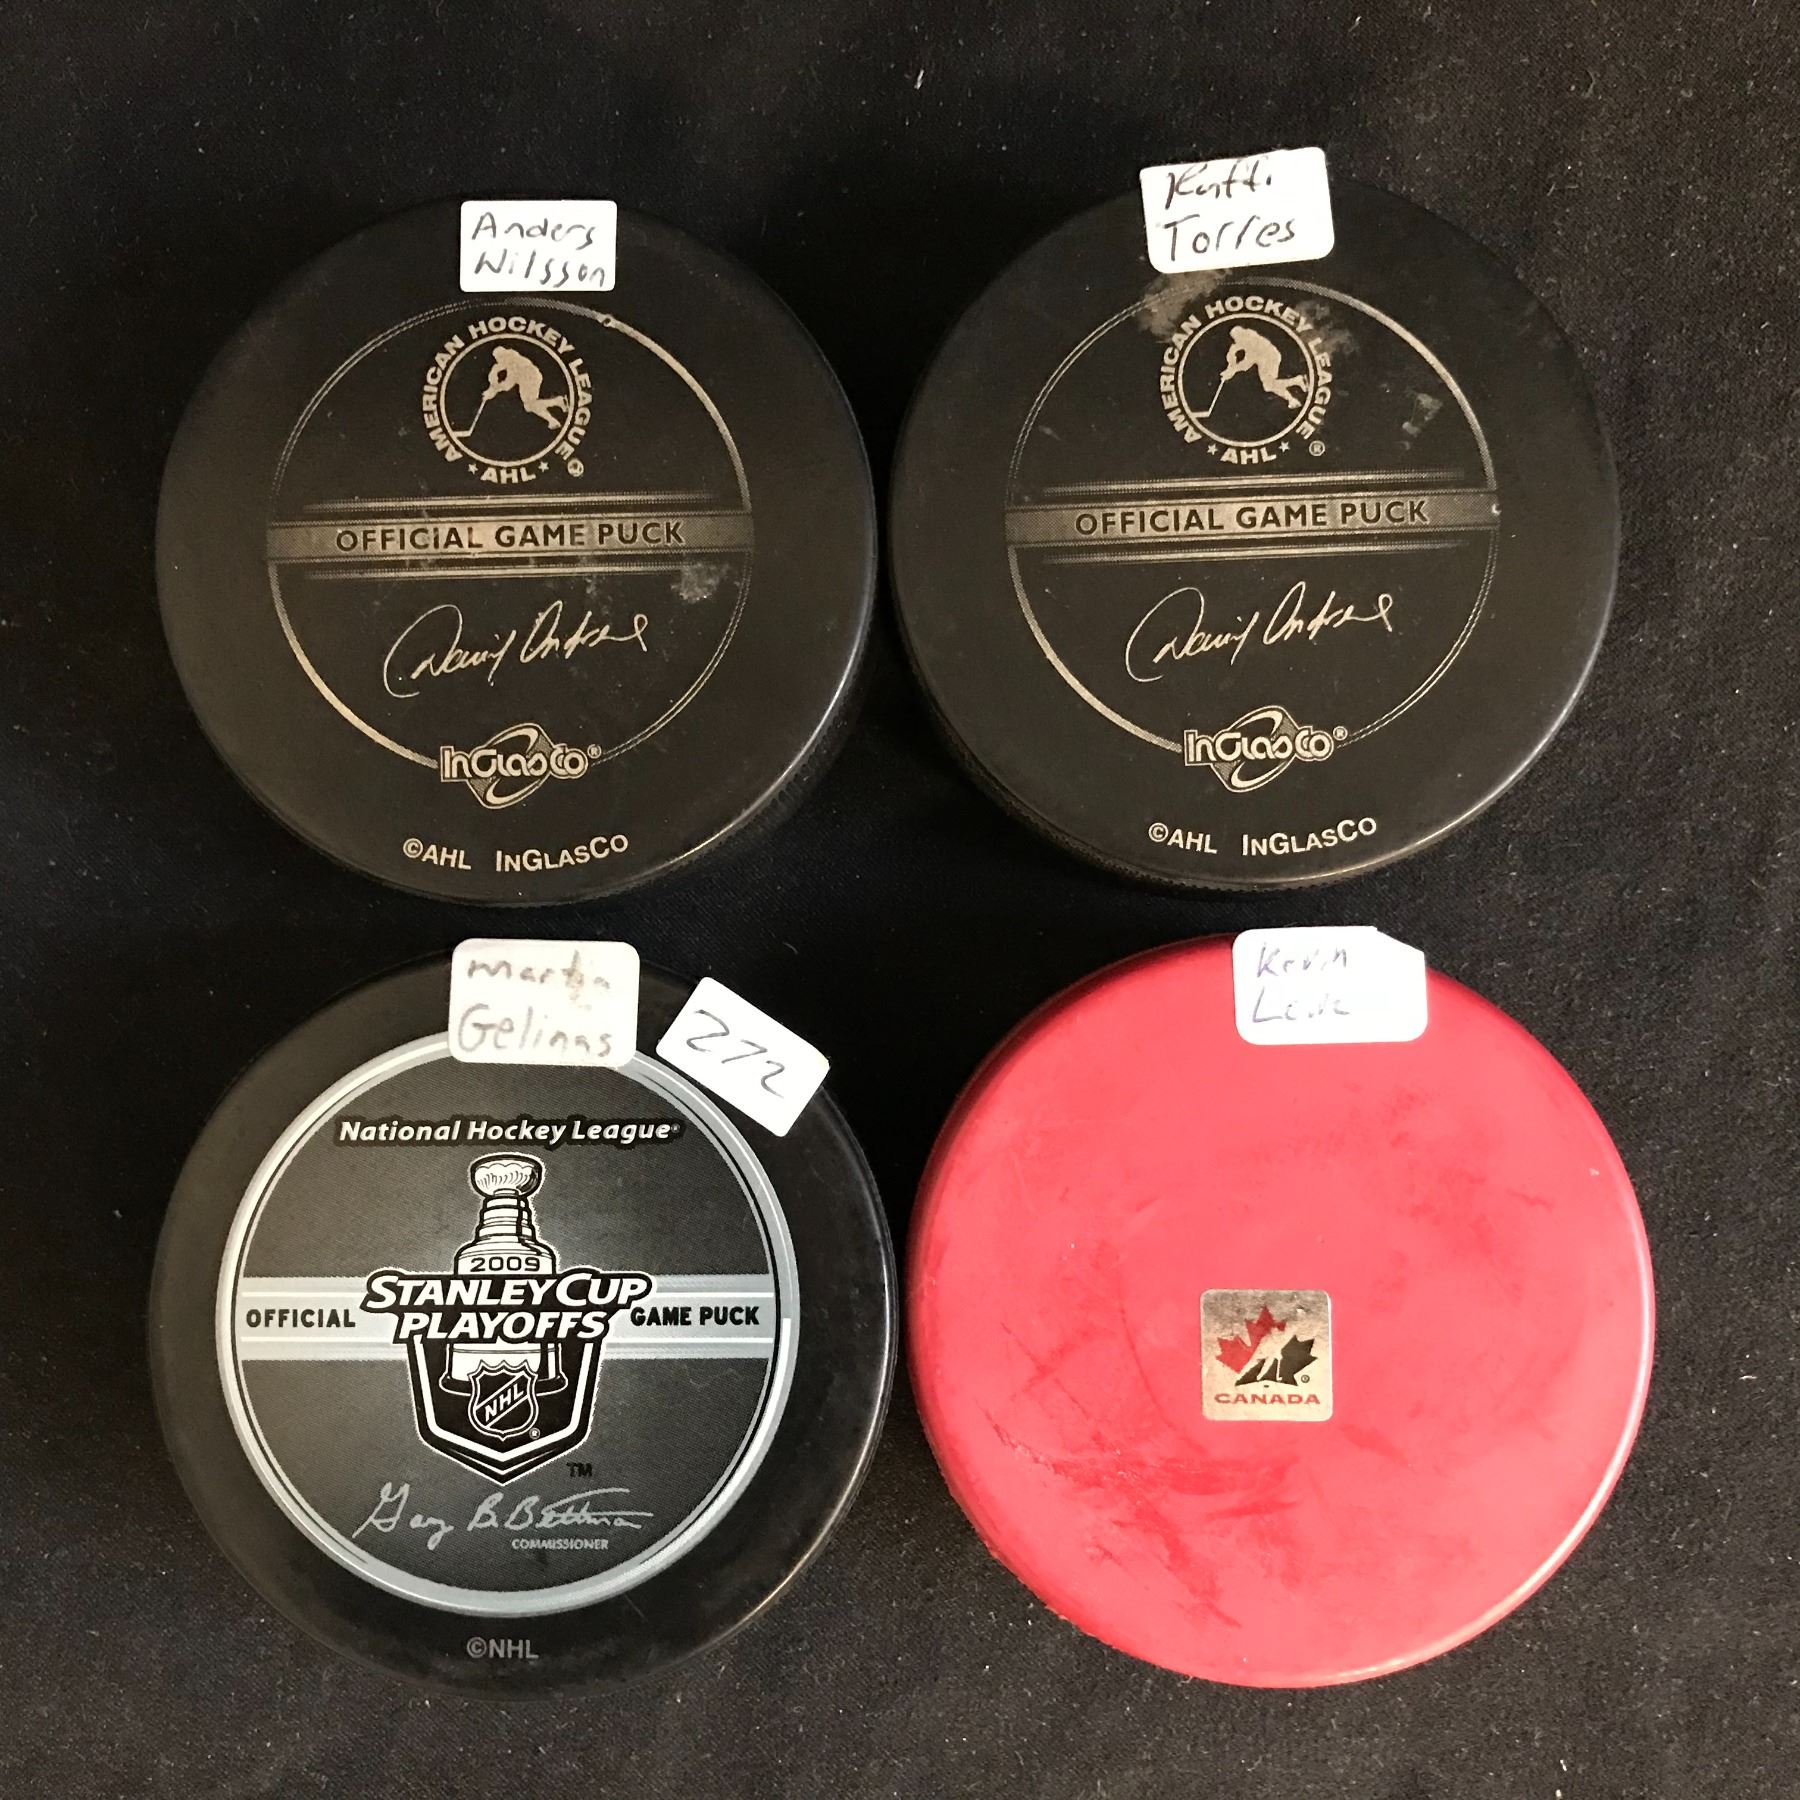 Anders
Nilsson
AMERICAN HOCKEY LEAGUE®
★ AHL ★
OFFICIAL GAME PUCK
InGlasCo®
©AHL INGLASCO
Raffi
Torres
AMERICAN HOCKEY LEAGUE®
★ AHL ★
OFFICIAL GAME PUCK
InGlasCo®
©AHL INGLASCO
Martin
Gelinas
272
National Hockey League®
2009
STANLEY CUP
PLAYOFFS
OFFICIAL GAME PUCK
NHL®
TM
Gary B. Bettman
COMMISSIONER
©NHL
Kevin
CANADA